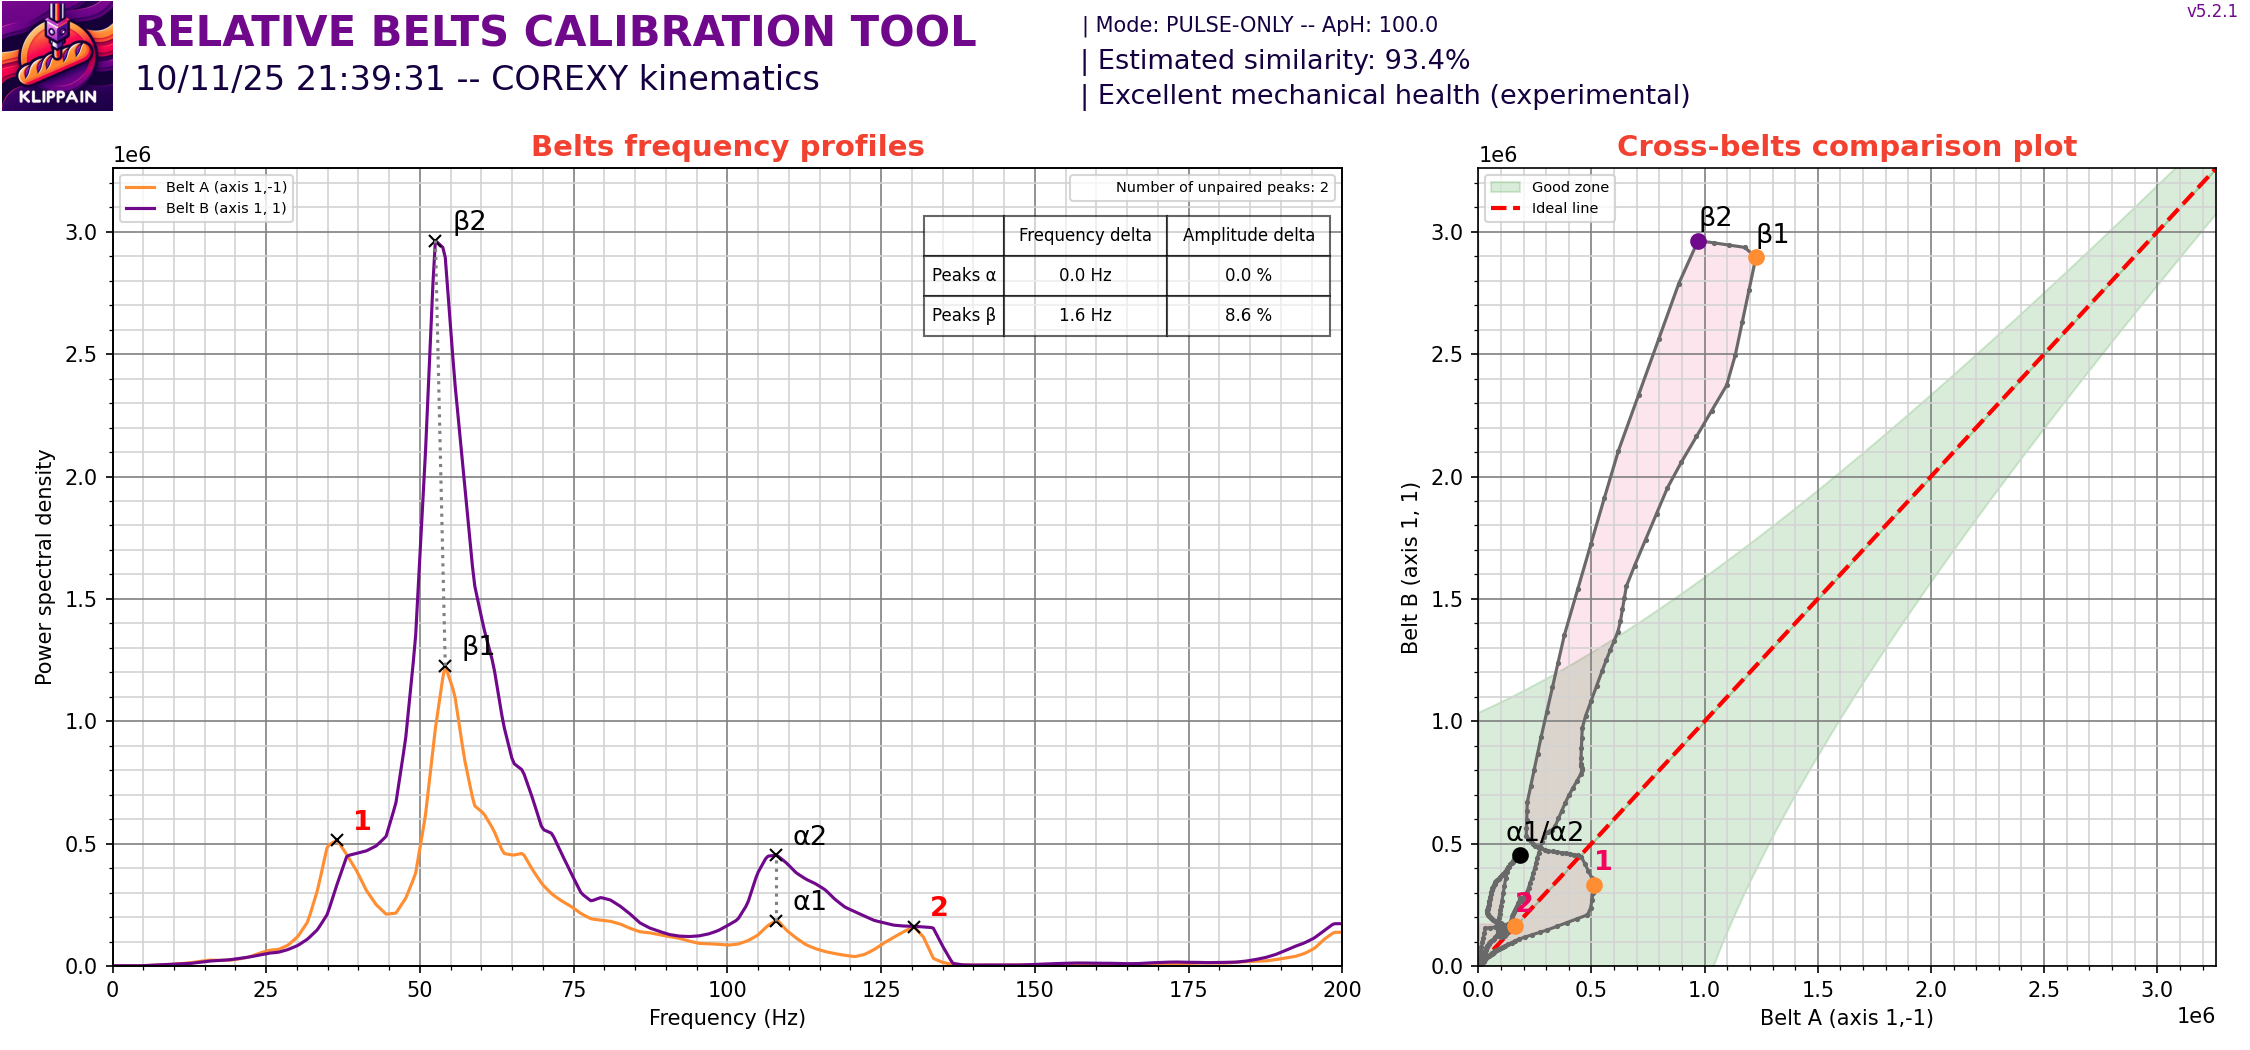 KLIPPAIN
RELATIVE BELTS CALIBRATION TOOL
10/11/25 21:39:31 -- COREXY kinematics
| Mode: PULSE-ONLY -- ApH: 100.0
| Estimated similarity: 93.4%
| Excellent mechanical health (experimental)
v5.2.1
Belts frequency profiles
1e6
Belt A (axis 1,-1)
Belt B (axis 1, 1)
Number of unpaired peaks: 2
Frequency delta Amplitude delta
Peaks α 0.0 Hz 0.0 %
Peaks β 1.6 Hz 8.6 %
β2
β1
1
α2
α1
2
Power spectral density
3.0
2.5
2.0
1.5
1.0
0.5
0.0
0 25 50 75 100 125 150 175 200
Frequency (Hz)
Cross-belts comparison plot
1e6
Good zone
Ideal line
β2
β1
α1/α2
1
2
Belt B (axis 1, 1)
3.0
2.5
2.0
1.5
1.0
0.5
0.0
0.0 0.5 1.0 1.5 2.0 2.5 3.0
Belt A (axis 1,-1)
1e6